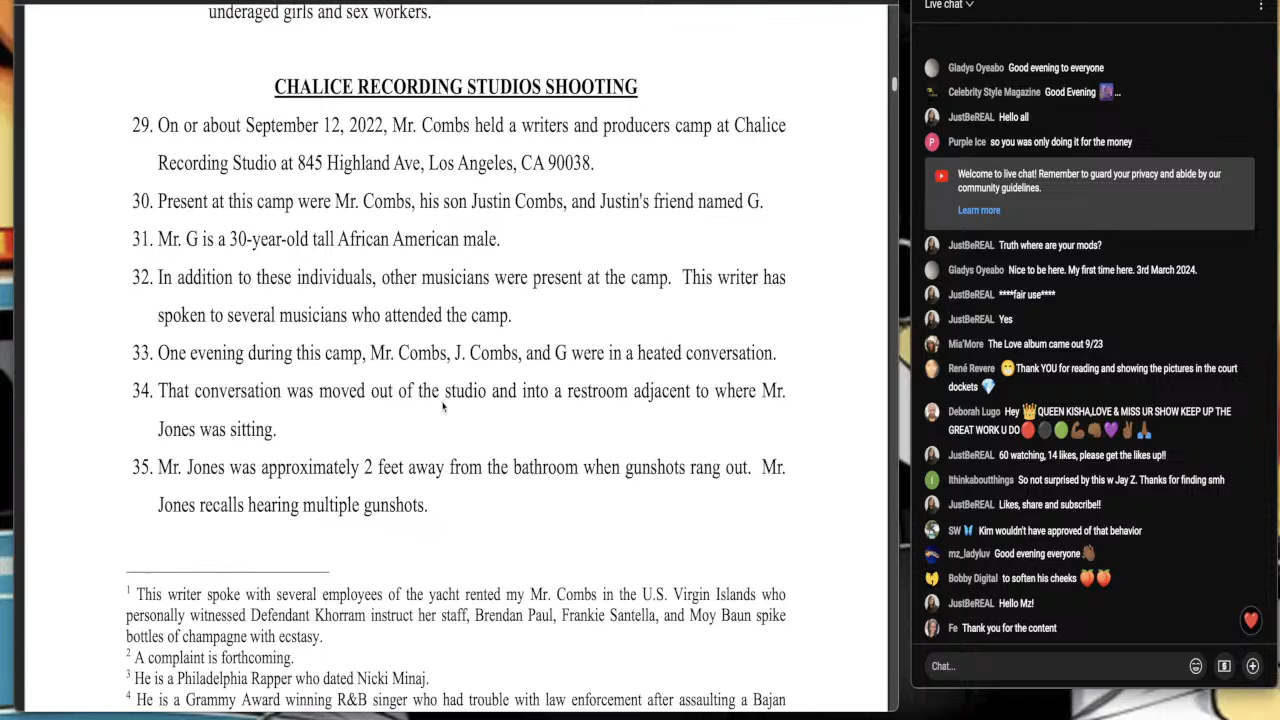 underaged girls and sex workers.
CHALICE RECORDING STUDIOS SHOOTING
29. On or about September 12, 2022, Mr. Combs held a writers and producers camp at Chalice
Recording Studio at 845 Highland Ave, Los Angeles, CA 90038.
30. Present at this camp were Mr. Combs, his son Justin Combs, and Justin's friend named G.
31. Mr. G is a 30-year-old tall African American male.
32. In addition to these individuals, other musicians were present at the camp. This writer has
spoken to several musicians who attended the camp.
33. One evening during this camp, Mr. Combs, J. Combs, and G were in a heated conversation.
34. That conversation was moved out of the studio and into a restroom adjacent to where Mr.
Jones was sitting.
35. Mr. Jones was approximately 2 feet away from the bathroom when gunshots rang out. Mr.
Jones recalls hearing multiple gunshots.
1 This writer spoke with several employees of the yacht rented my Mr. Combs in the U.S. Virgin Islands who
personally witnessed Defendant Khorram instruct her staff, Brendan Paul, Frankie Santella, and Moy Baun spike
bottles of champagne with ecstasy.
2 A complaint is forthcoming.
3 He is a Philadelphia Rapper who dated Nicki Minaj.
4 He is a Grammy Award winning R&B singer who had trouble with law enforcement after assaulting a Bajan
Live chat
Gladys Oyeabo Good evening to everyone
Celebrity Style Magazine Good Evening 🌆...
JustBeREAL Hello all
P Purple Ice so you was only doing it for the money
Welcome to live chat! Remember to guard your privacy and abide by our
community guidelines.
Learn more
JustBeREAL Truth where are your mods?
Gladys Oyeabo Nice to be here. My first time here. 3rd March 2024.
JustBeREAL ****fair use****
JustBeREAL Yes
Mia'More The Love album came out 9/23
René Revere 😁Thank YOU for reading and showing the pictures in the court
dockets 💎
Deborah Lugo Hey 👑QUEEN KISHA,LOVE & MISS UR SHOW KEEP UP THE
GREAT WORK U DO🔴⚫🟢💪🏾👊🏾💜✌🏾🙏🏾
JustBeREAL 60 watching, 14 likes, please get the likes up!!
I Ithinkaboutthings So not surprised by this w Jay Z. Thanks for finding smh
JustBeREAL Likes, share and subscribe!!
SW 🦋 Kim wouldn't have approved of that behavior
mz_ladyluv Good evening everyone👋🏾
Bobby Digital to soften his cheeks 🍑🍑
JustBeREAL Hello Mz!
Fe Thank you for the content
Chat...